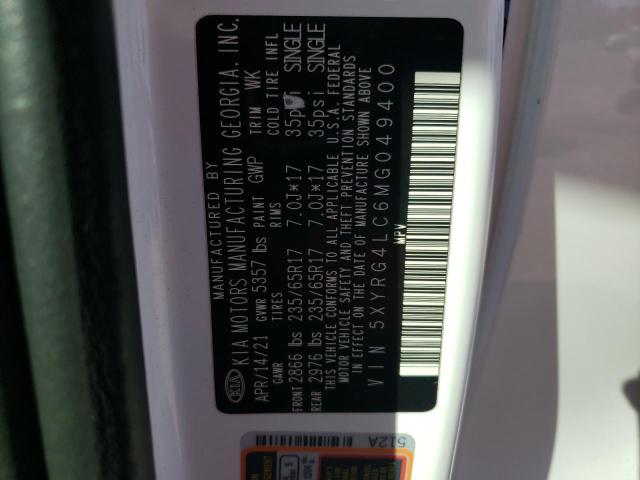 MANUFACTURED BY
KIA KIA MOTORS MANUFACTURING GEORGIA, INC.
APR/14/21 GVWR 5357 lbs PAINT GWP TRIM WK
GAWR TIRES RIMS COLD TIRE INFL
FRONT 2866 lbs 235/65R17 7.0J*17 35psi SINGLE
REAR 2976 lbs 235/65R17 7.0J*17 35psi SINGLE
THIS VEHICLE CONFORMS TO ALL APPLICABLE U.S.A. FEDERAL
MOTOR VEHICLE SAFETY AND THEFT PREVENTION STANDARDS
IN EFFECT ON THE DATE OF MANUFACTURE SHOWN ABOVE
VIN 5XYRG4LC6MG049400
MPV
512A